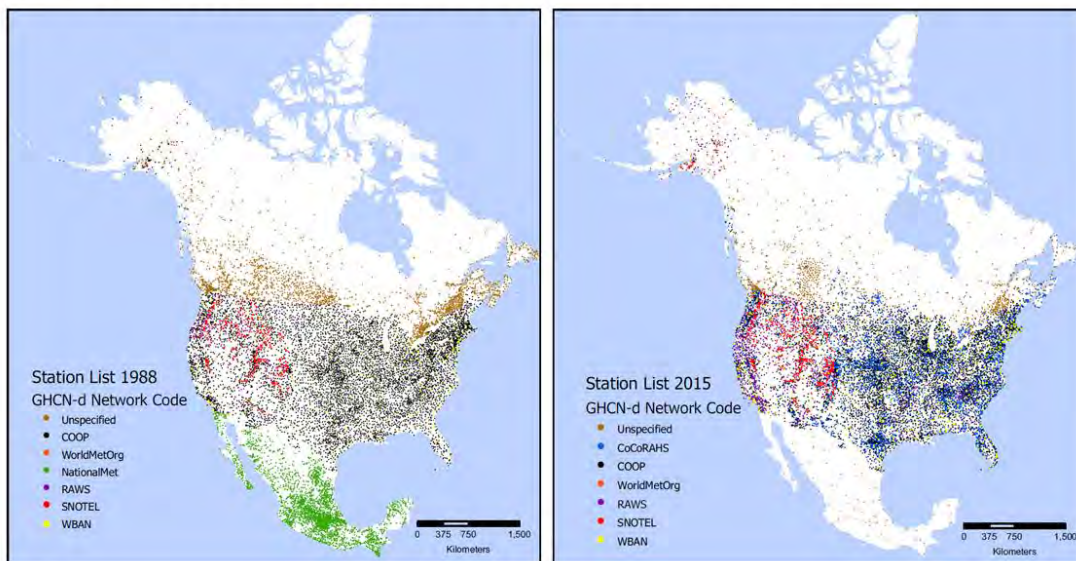 Station List 1988
GHCN-d Network Code
Unspecified
COOP
WorldMetOrg
NationalMet
RAWS
SNOTEL
WBAN
0 375 750 1,500
Kilometers
Station List 2015
GHCN-d Network Code
Unspecified
CoCoRAHS
COOP
WorldMetOrg
RAWS
SNOTEL
WBAN
0 375 750 1,500
Kilometers